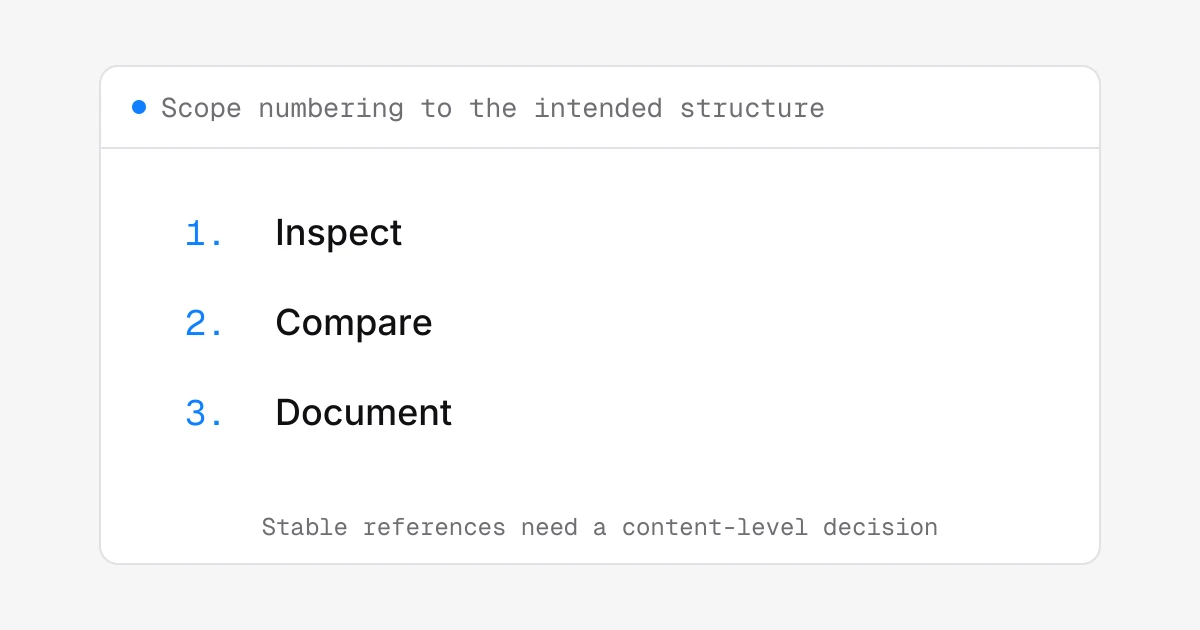 Scope numbering to the intended structure
1. Inspect
2. Compare
3. Document
Stable references need a content-level decision